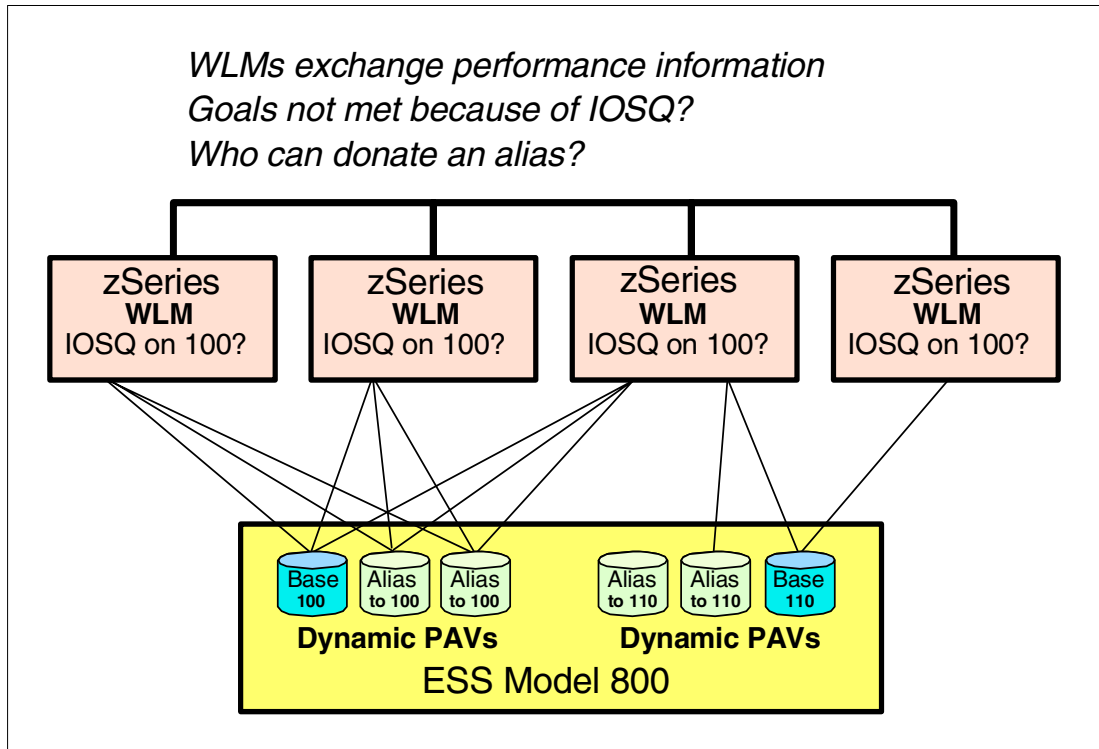 WLMs exchange performance information
Goals not met because of IOSQ?
Who can donate an alias?
zSeries
WLM
IOSQ on 100?
zSeries
WLM
IOSQ on 100?
zSeries
WLM
IOSQ on 100?
zSeries
WLM
IOSQ on 100?
Base
100
Alias
to 100
Alias
to 100
Alias
to 110
Alias
to 110
Base
110
Dynamic PAVs
Dynamic PAVs
ESS Model 800